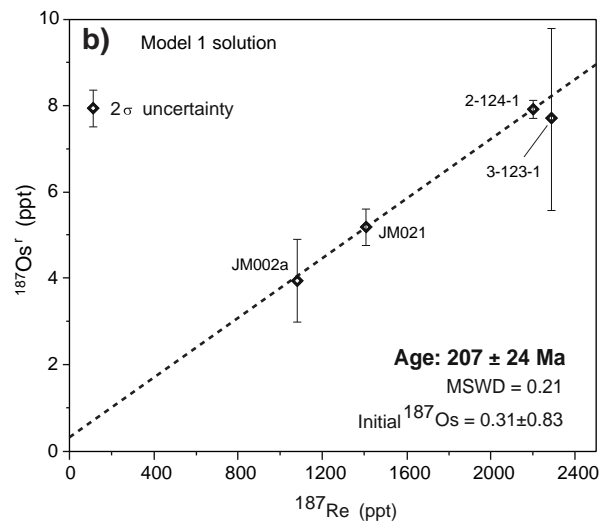 b) Model 1 solution
2σ uncertainty
10
8
6
4
2
0
¹⁸⁷Osʳ (ppt)
2-124-1
3-123-1
JM021
JM002a
Age: 207 ± 24 Ma
MSWD = 0.21
Initial ¹⁸⁷Os = 0.31±0.83
0 400 800 1200 1600 2000 2400
¹⁸⁷Re (ppt)